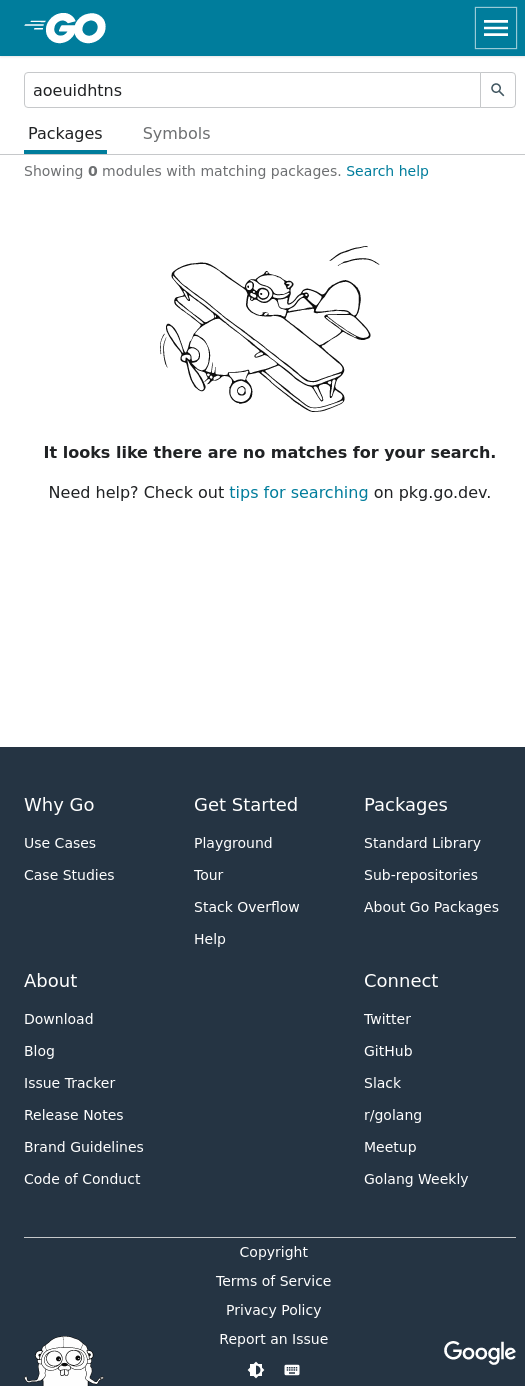 GO
aoeuidhtns
Packages Symbols
Showing 0 modules with matching packages. Search help
It looks like there are no matches for your search.
Need help? Check out tips for searching on pkg.go.dev.
Why Go
Use Cases
Case Studies
Get Started
Playground
Tour
Stack Overflow
Help
Packages
Standard Library
Sub-repositories
About Go Packages
About
Download
Blog
Issue Tracker
Release Notes
Brand Guidelines
Code of Conduct
Connect
Twitter
GitHub
Slack
r/golang
Meetup
Golang Weekly
Copyright
Terms of Service
Privacy Policy
Report an Issue
Google